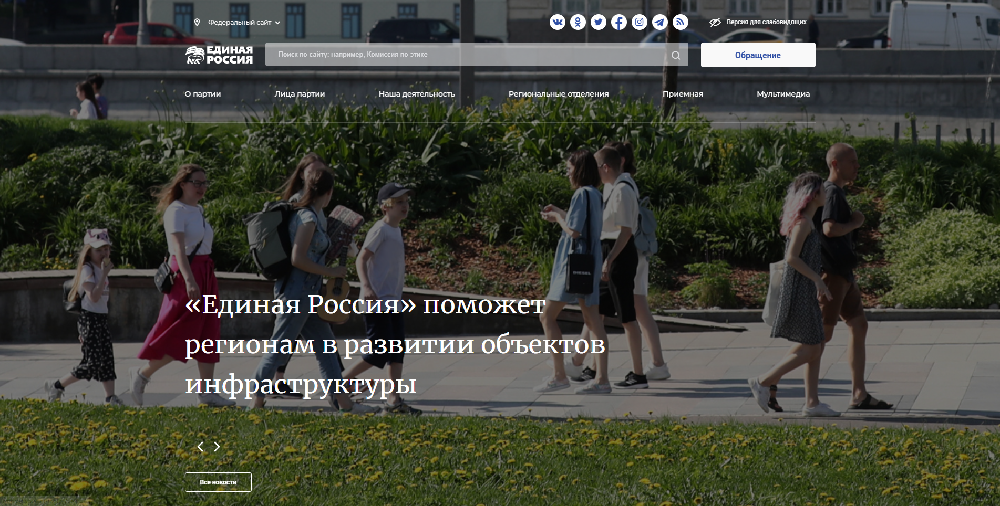 Федеральный сайт
Версия для слабовидящих
ЕДИНАЯ
РОССИЯ
Поиск по сайту: например, Комиссия по этике
Обращение
О партии
Лица партии
Наша деятельность
Региональные отделения
Приемная
Мультимедиа
DIESEL
«Единая Россия» поможет
регионам в развитии объектов
инфраструктуры
Все новости